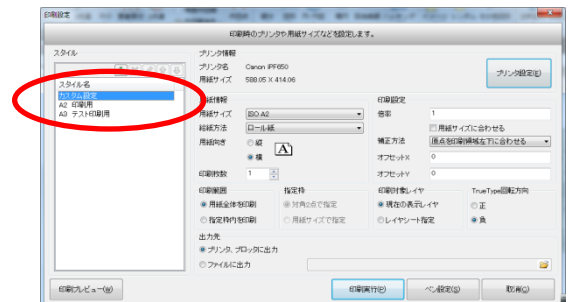 印刷設定
印刷時のプリンタや用紙サイズなどを設定します。
スタイル
スタイル名
カスタム設定
A2 印刷用
A3 テスト印刷用
プリンタ情報
プリンタ名 Canon iPF650
用紙サイズ 588.05 × 414.06
プリンタ設定(E)
用紙情報
用紙サイズ ISO A2
給紙方法 ロール紙
用紙向き 縦
横
A
印刷枚数 1
印刷設定
倍率 1
用紙サイズに合わせる
補正方法 原点を印刷領域左下に合わせる
オフセットX 0
オフセットY 0
印刷範囲
用紙全体を印刷
指定枠内を印刷
指定枠
対角2点で指定
用紙サイズで指定
印刷対象レイヤ
現在の表示レイヤ
レイヤシート指定
TrueType回転方向
正
負
出力先
プリンタ、プロッタに出力
ファイルに出力
印刷プレビュー(W)
印刷実行(P)
ペン設定(S)
取消(C)